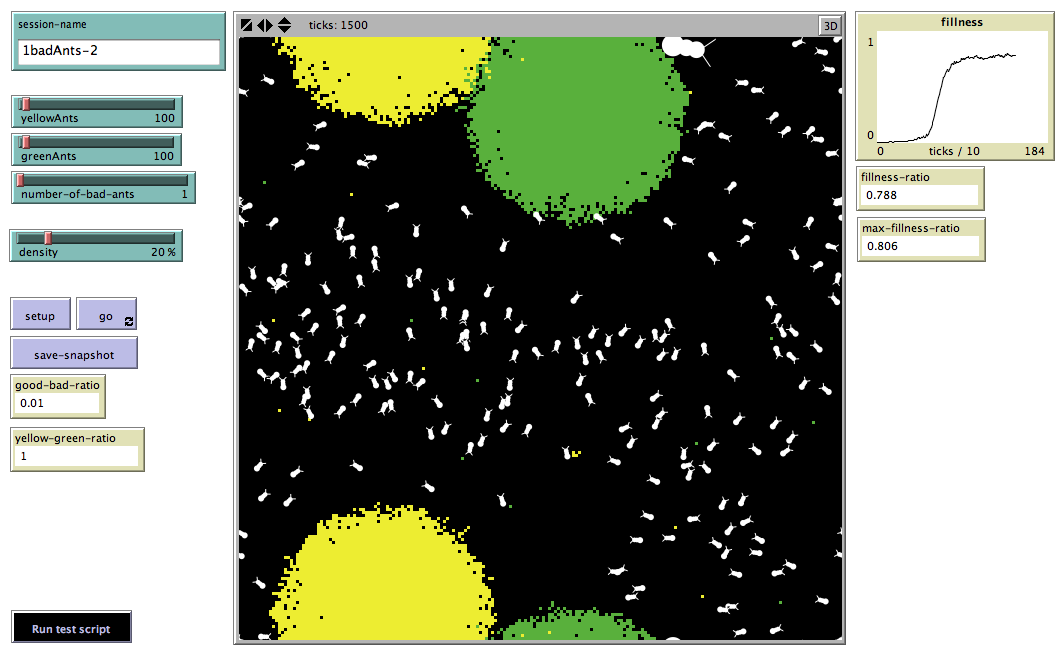 session-name
1badAnts-2
yellowAnts 100
greenAnts 100
number-of-bad-ants 1
density 20 %
setup go
save-snapshot
good-bad-ratio
0.01
yellow-green-ratio
1
Run test script
ticks: 1500 3D
fillness
1
0
0 ticks / 10 184
fillness-ratio
0.788
max-fillness-ratio
0.806